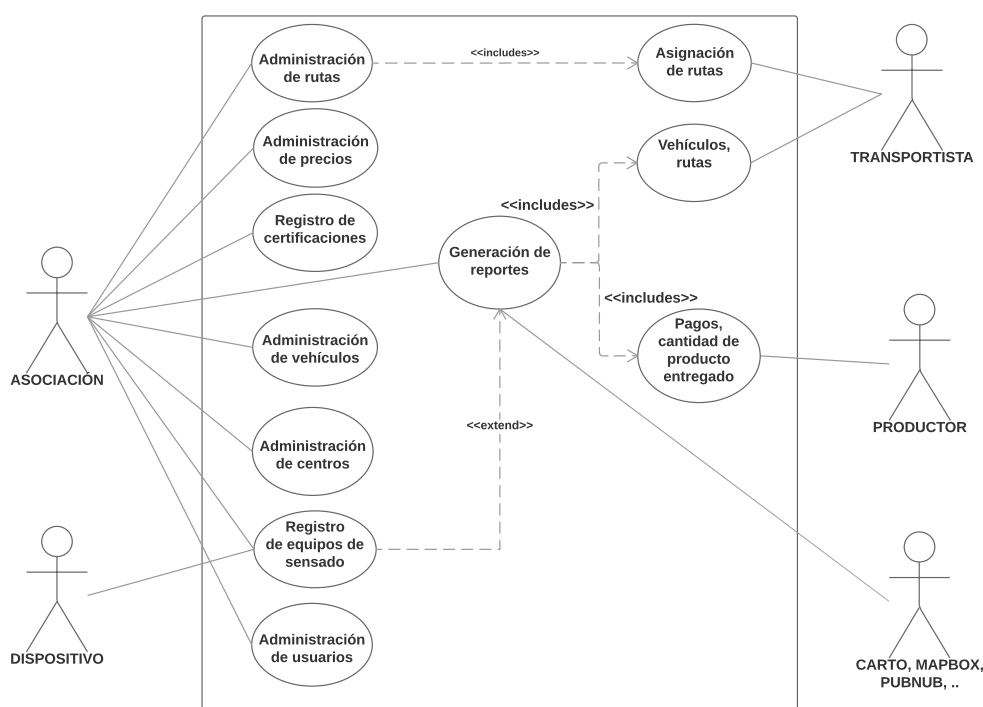 Administración
de rutas
<<includes>>
Asignación
de rutas
TRANSPORTISTA
Administración
de precios
Vehículos,
rutas
<<includes>>
Registro de
certificaciones
Generación de
reportes
<<includes>>
ASOCIACIÓN
Administración
de vehículos
Pagos,
cantidad de
producto
entregado
PRODUCTOR
<<extend>>
Administración
de centros
Registro
de equipos de
sensado
DISPOSITIVO
Administración
de usuarios
CARTO, MAPBOX,
PUBNUB, ..